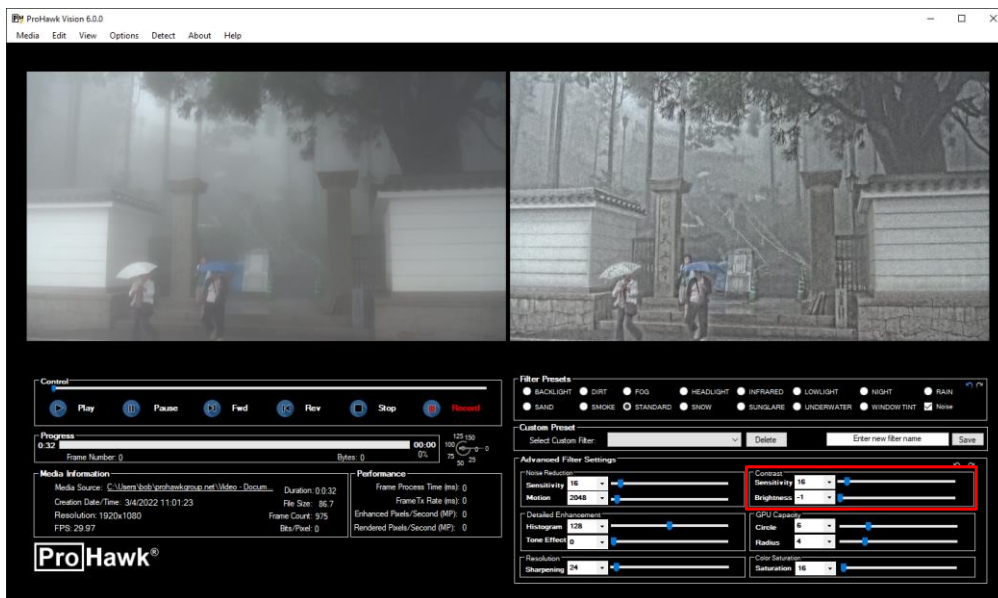 ProHawk Vision 6.0.0
Media Edit View Options Detect About Help
Control
Play Pause Fwd Rev Stop Record
Progress
0:32 00:00
Frame Number: 0 Bytes: 0 0%
125 150
100 0
75 25
50
Media Information
Media Source: C:\Users\bob\prohawkgroup.net\Video - Docum... Duration: 0:0:32
Creation Date/Time: 3/4/2022 11:01:23 File Size: 86.7
Resolution: 1920x1080 Frame Count: 975
FPS: 29.97 Bits/Pixel: 0
Performance
Frame Process Time (ms): 0
FrameTx Rate (ms): 0
Enhanced Pixels/Second (MP): 0
Rendered Pixels/Second (MP): 0
ProHawk®
Filter Presets
BACKLIGHT DIRT FOG HEADLIGHT INFRARED LOWLIGHT NIGHT RAIN
SAND SMOKE STANDARD SNOW SUNGLARE UNDERWATER WINDOW TINT Noise
Custom Preset
Select Custom Filter: Delete Enter new filter name Save
Advanced Filter Settings
Noise Reduction
Sensitivity 16
Motion 2048
Contrast
Sensitivity 16
Brightness -1
Detailed Enhancement
Histogram 128
Tone Effect 0
GPU Capacity
Circle 6
Radius 4
Resolution
Sharpening 24
Color Saturation
Saturation 16